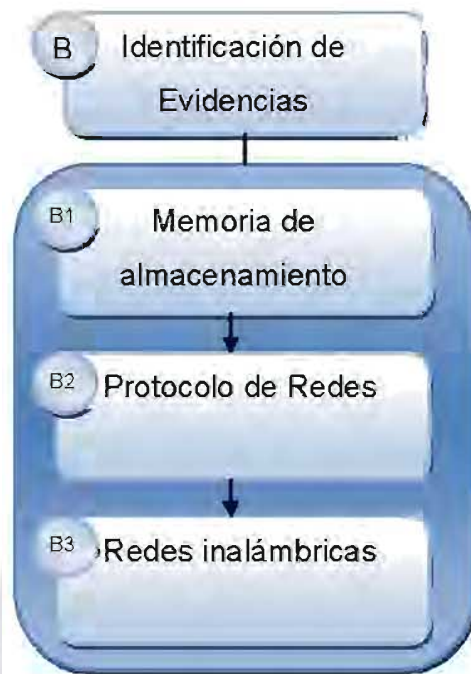 B
Identificación de
Evidencias
B1
Memoria de
almacenamiento
B2
Protocolo de Redes
B3
Redes inalámbricas